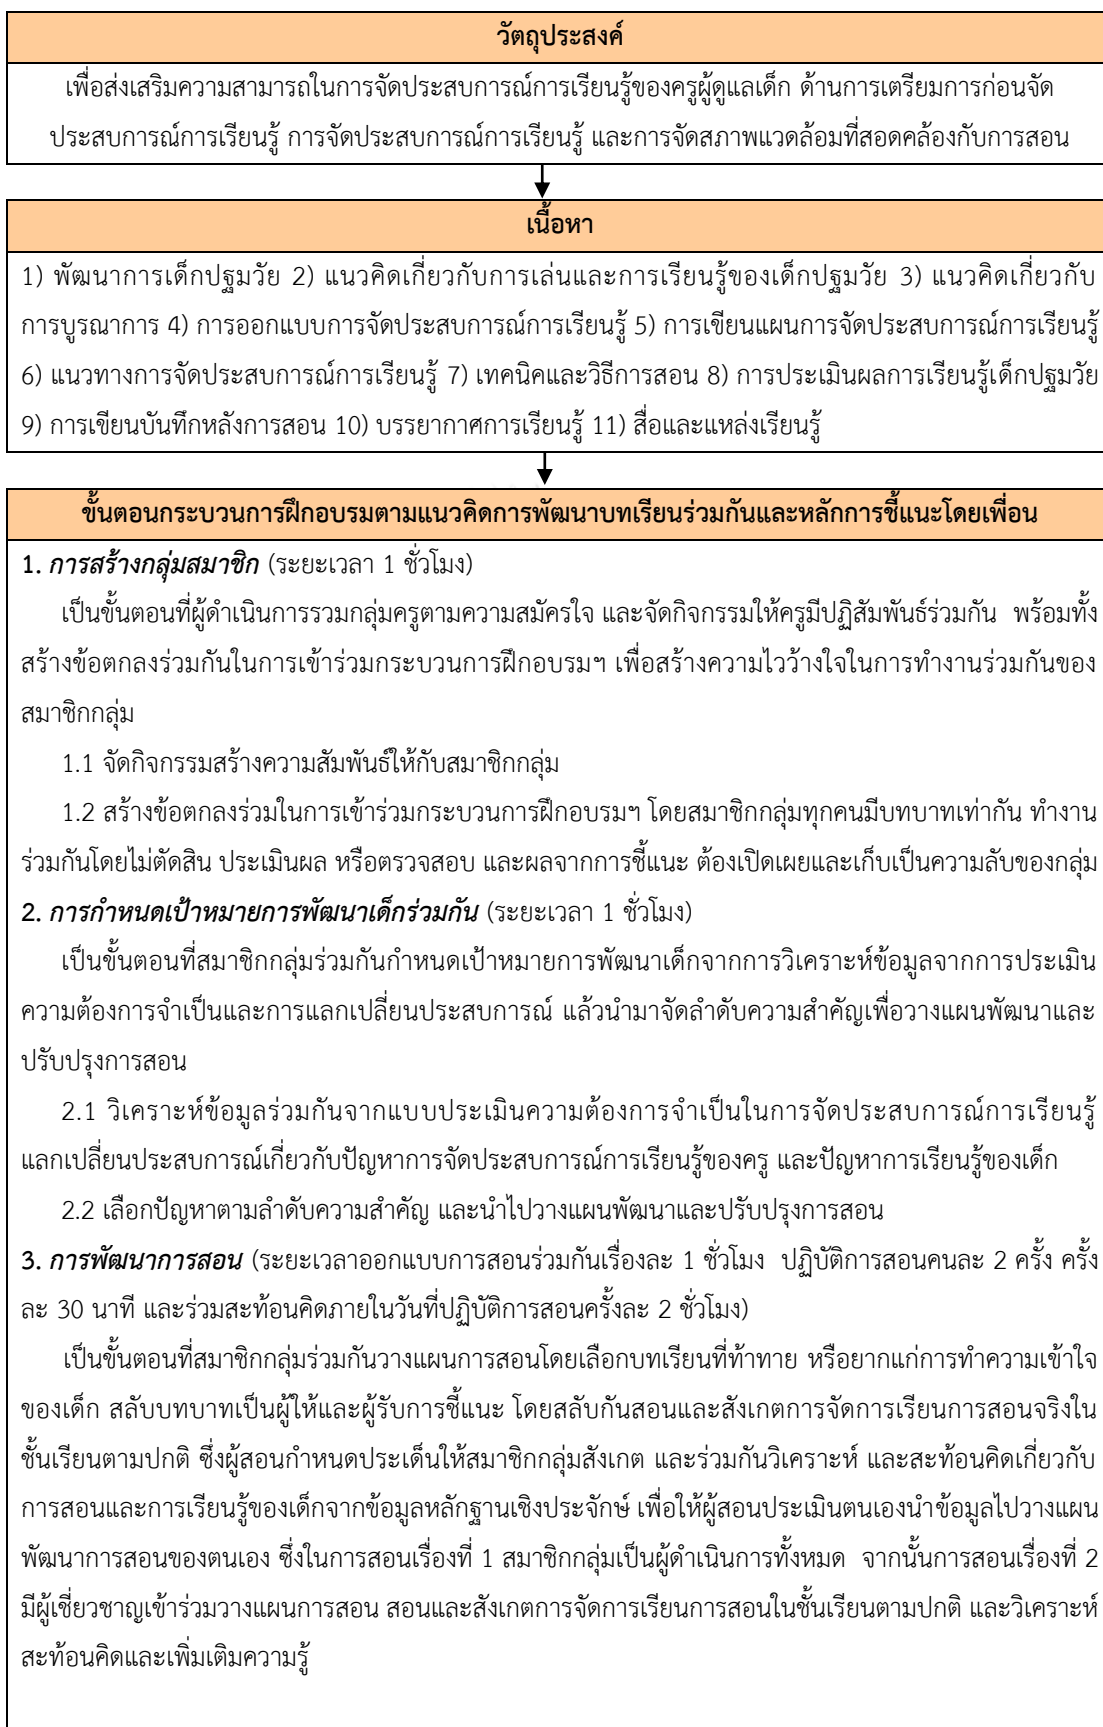 วัตถุประสงค์
เพื่อส่งเสริมความสามารถในการจัดประสบการณ์การเรียนรู้ของครูผู้ดูแลเด็ก ด้านการเตรียมการก่อนจัด
ประสบการณ์การเรียนรู้ การจัดประสบการณ์การเรียนรู้ และการจัดสภาพแวดล้อมที่สอดคล้องกับการสอน
เนื้อหา
1) พัฒนาการเด็กปฐมวัย 2) แนวคิดเกี่ยวกับการเล่นและการเรียนรู้ของเด็กปฐมวัย 3) แนวคิดเกี่ยวกับ
การบูรณาการ 4) การออกแบบการจัดประสบการณ์การเรียนรู้ 5) การเขียนแผนการจัดประสบการณ์การเรียนรู้
6) แนวทางการจัดประสบการณ์การเรียนรู้ 7) เทคนิคและวิธีการสอน 8) การประเมินผลการเรียนรู้เด็กปฐมวัย
9) การเขียนบันทึกหลังการสอน 10) บรรยากาศการเรียนรู้ 11) สื่อและแหล่งเรียนรู้
ขั้นตอนกระบวนการฝึกอบรมตามแนวคิดการพัฒนาบทเรียนร่วมกันและหลักการชี้แนะโดยเพื่อน
1. การสร้างกลุ่มสมาชิก (ระยะเวลา 1 ชั่วโมง)
เป็นขั้นตอนที่ผู้ดำเนินการรวมกลุ่มครูตามความสมัครใจ และจัดกิจกรรมให้ครูมีปฏิสัมพันธ์ร่วมกัน พร้อมทั้ง
สร้างข้อตกลงร่วมกันในการเข้าร่วมกระบวนการฝึกอบรมฯ เพื่อสร้างความไว้วางใจในการทำงานร่วมกันของ
สมาชิกกลุ่ม
1.1 จัดกิจกรรมสร้างความสัมพันธ์ให้กับสมาชิกกลุ่ม
1.2 สร้างข้อตกลงร่วมในการเข้าร่วมกระบวนการฝึกอบรมฯ โดยสมาชิกกลุ่มทุกคนมีบทบาทเท่ากัน ทำงาน
ร่วมกันโดยไม่ตัดสิน ประเมินผล หรือตรวจสอบ และผลจากการชี้แนะ ต้องเปิดเผยและเก็บเป็นความลับของกลุ่ม
2. การกำหนดเป้าหมายการพัฒนาเด็กร่วมกัน (ระยะเวลา 1 ชั่วโมง)
เป็นขั้นตอนที่สมาชิกกลุ่มร่วมกันกำหนดเป้าหมายการพัฒนาเด็กจากการวิเคราะห์ข้อมูลจากการประเมิน
ความต้องการจำเป็นและการแลกเปลี่ยนประสบการณ์ แล้วนำมาจัดลำดับความสำคัญเพื่อวางแผนพัฒนาและ
ปรับปรุงการสอน
2.1 วิเคราะห์ข้อมูลร่วมกันจากแบบประเมินความต้องการจำเป็นในการจัดประสบการณ์การเรียนรู้
แลกเปลี่ยนประสบการณ์เกี่ยวกับปัญหาการจัดประสบการณ์การเรียนรู้ของครู และปัญหาการเรียนรู้ของเด็ก
2.2 เลือกปัญหาตามลำดับความสำคัญ และนำไปวางแผนพัฒนาและปรับปรุงการสอน
3. การพัฒนาการสอน (ระยะเวลาออกแบบการสอนร่วมกันเรื่องละ 1 ชั่วโมง ปฏิบัติการสอนคนละ 2 ครั้ง ครั้ง
ละ 30 นาที และร่วมสะท้อนคิดภายในวันที่ปฏิบัติการสอนครั้งละ 2 ชั่วโมง)
เป็นขั้นตอนที่สมาชิกกลุ่มร่วมกันวางแผนการสอนโดยเลือกบทเรียนที่ท้าทาย หรือยากแก่การทำความเข้าใจ
ของเด็ก สลับบทบาทเป็นผู้ให้และผู้รับการชี้แนะ โดยสลับกันสอนและสังเกตการจัดการเรียนการสอนจริงใน
ชั้นเรียนตามปกติ ซึ่งผู้สอนกำหนดประเด็นให้สมาชิกกลุ่มสังเกต และร่วมกันวิเคราะห์ และสะท้อนคิดเกี่ยวกับ
การสอนและการเรียนรู้ของเด็กจากข้อมูลหลักฐานเชิงประจักษ์ เพื่อให้ผู้สอนประเมินตนเองนำข้อมูลไปวางแผน
พัฒนาการสอนของตนเอง ซึ่งในการสอนเรื่องที่ 1 สมาชิกกลุ่มเป็นผู้ดำเนินการทั้งหมด จากนั้นการสอนเรื่องที่ 2
มีผู้เชี่ยวชาญเข้าร่วมวางแผนการสอน สอนและสังเกตการจัดการเรียนการสอนในชั้นเรียนตามปกติ และวิเคราะห์
สะท้อนคิดและเพิ่มเติมความรู้